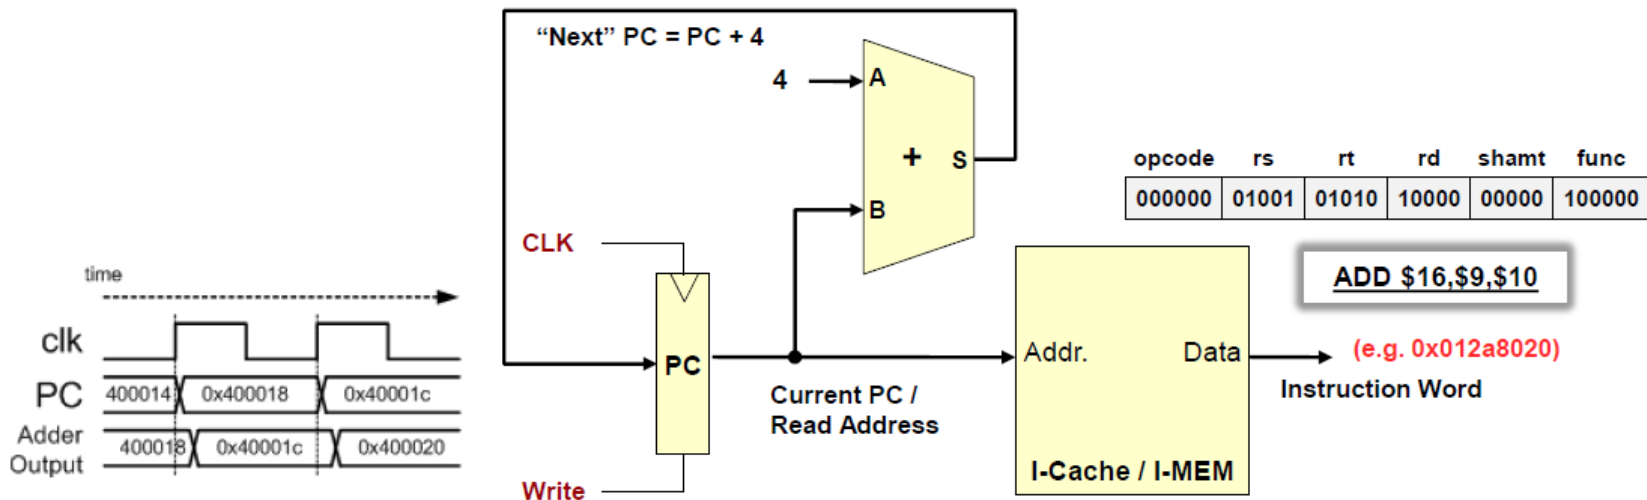 “Next” PC = PC + 4
4
A
+
S
B
CLK
PC
Write
Current PC /
Read Address
Addr.
Data
I-Cache / I-MEM
opcode rs rt rd shamt func
000000 01001 01010 10000 00000 100000
ADD $16,$9,$10
(e.g. 0x012a8020)
Instruction Word
time
clk
PC 400014 0x400018 0x40001c
Adder
Output
400018 0x40001c 0x400020